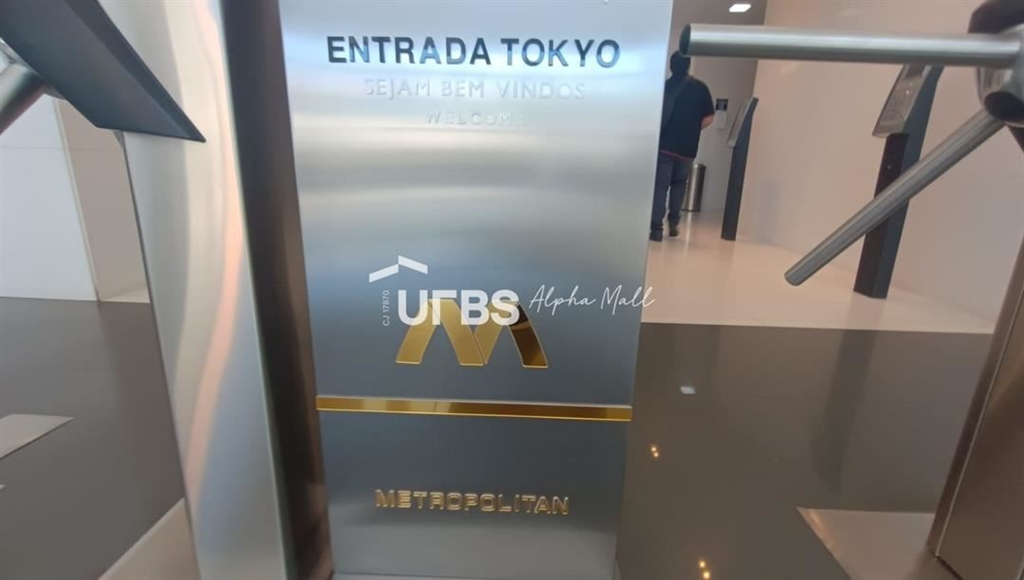 ENTRADA TOKYO
SEJAM BEM VINDOS
WELCOME
CJ 17870
UFBS Alpha Mall
METROPOLITAN